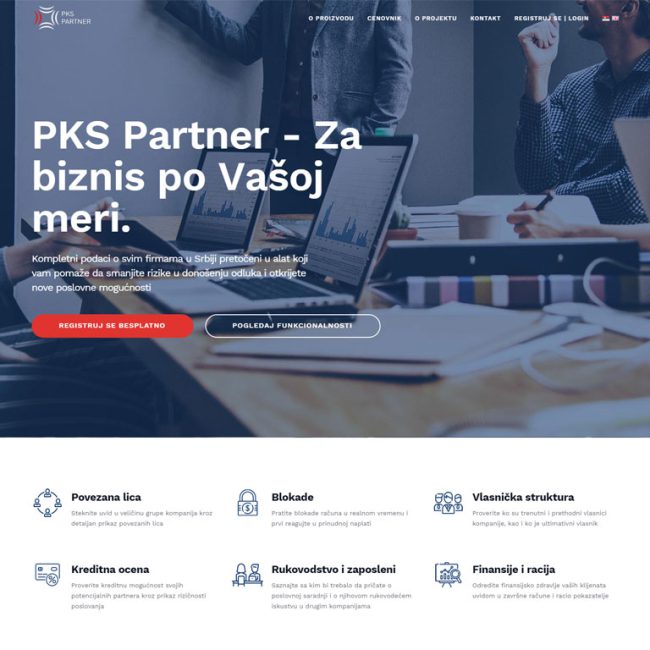 PKS
PARTNER
O PROIZVODU
CENOVNIK
O PROJEKTU
KONTAKT
REGISTRUJ SE | LOGIN
PKS Partner - Za
biznis po Vašoj
meri.
Kompletni podaci o svim firmama u Srbiji pretočeni u alat koji
vam pomaže da smanjite rizike u donošenju odluka i otkrijete
nove poslovne mogućnosti
REGISTRUJ SE BESPLATNO
POGLEDAJ FUNKCIONALNOSTI
Povezana lica
Steknite uvid u veličinu grupe kompanija kroz
detaljan prikaz povezanih lica
Blokade
Pratite blokade računa u realnom vremenu i
prvi reagujte u prinudnoj naplati
Vlasnička struktura
Proverite ko su trenutni i prethodni vlasnici
kompanije, kao i ko je ultimativni vlasnik
Kreditna ocena
Proverite kreditnu mogućnost svojih
potencijalnih partnera kroz prikaz rizičnosti
poslovanja
Rukovodstvo i zaposleni
Saznajte sa kim bi trebalo da pričate o
poslovnoj saradnji i o njihovom rukovodećem
iskustvu u drugim kompanijama
Finansije i racija
Odredite finansijsko zdravlje vaših klijenata
uvidom u završne račune i racio pokazatelje